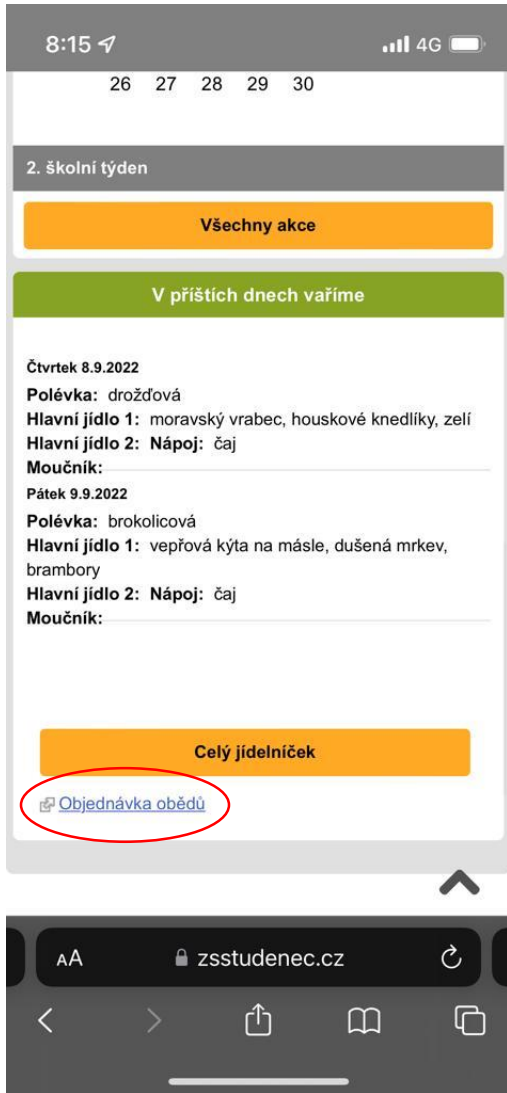 8:15 4G
26 27 28 29 30
2. školní týden
Všechny akce
V příštích dnech vaříme
Čtvrtek 8.9.2022
Polévka: drožďová
Hlavní jídlo 1: moravský vrabec, houskové knedlíky, zelí
Hlavní jídlo 2: Nápoj: čaj
Moučník:
Pátek 9.9.2022
Polévka: brokolicová
Hlavní jídlo 1: vepřová kýta na másle, dušená mrkev,
brambory
Hlavní jídlo 2: Nápoj: čaj
Moučník:
Celý jídelníček
Objednávka obědů
AA zsstudenec.cz